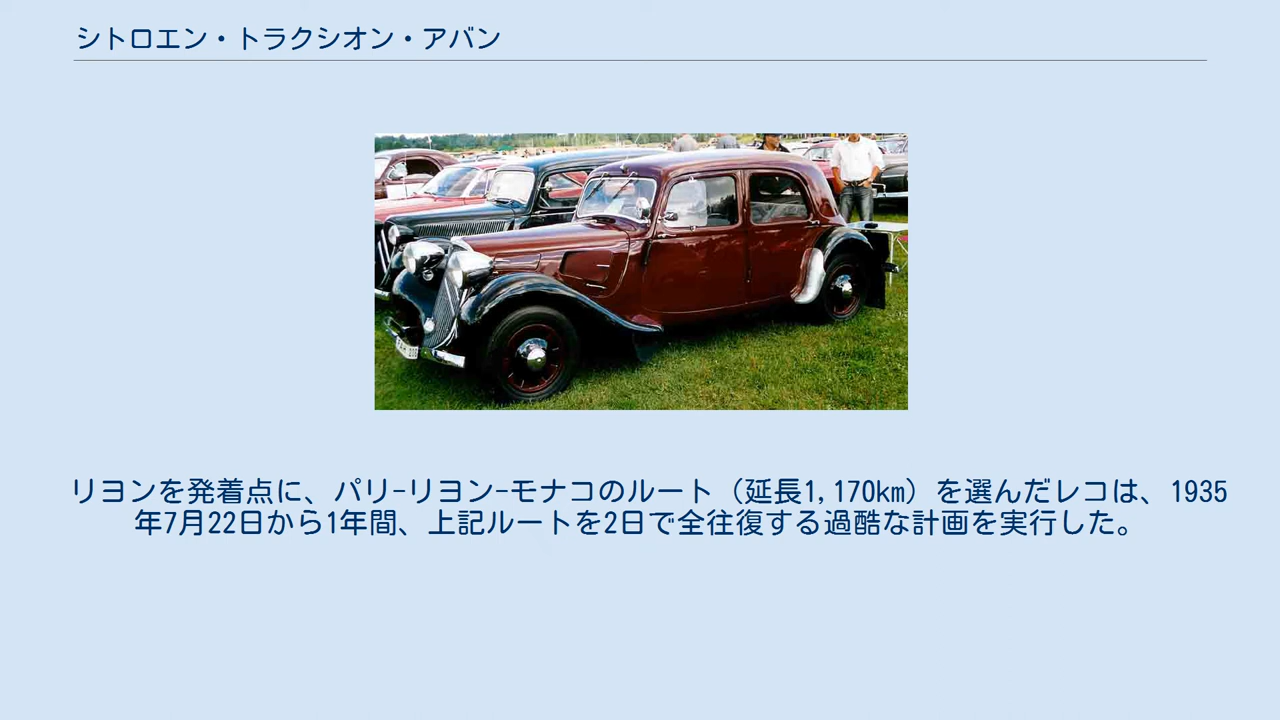 シトロエン・トラクシオン・アバン
リヨンを発着点に、パリ-リヨン-モナコのルート（延長1,170km）を選んだレコは、1935
年7月22日から1年間、上記ルートを2日で全往復する過酷な計画を実行した。